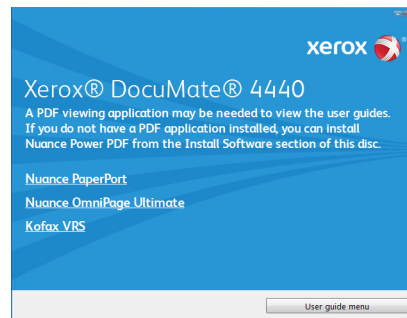 xerox
Xerox® DocuMate® 4440
A PDF viewing application may be needed to view the user guides.
If you do not have a PDF application installed, you can install
Nuance Power PDF from the Install Software section of this disc.
Nuance PaperPort
Nuance OmniPage Ultimate
Kofax VRS
User guide menu